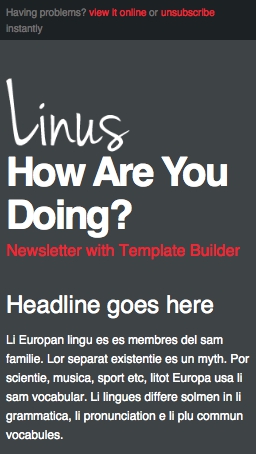 Having problems? view it online or unsubscribe
instantly
Linus
How Are You
Doing?
Newsletter with Template Builder
Headline goes here
Li Europan lingu es es membres del sam
familie. Lor separat existentie es un myth. Por
scientie, musica, sport etc, litot Europa usa li
sam vocabular. Li lingues differe solmen in li
grammatica, li pronunciation e li plu commun
vocabules.